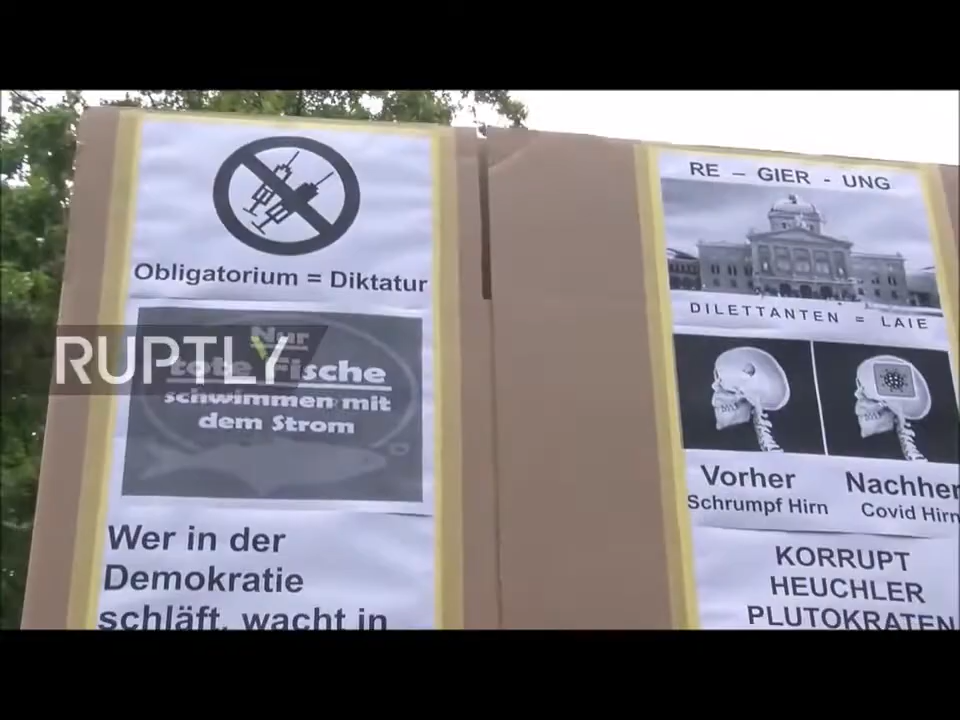 Obligatorium = Diktatur
Nur
tote Fische
schwimmen mit
dem Strom
Wer in der
Demokratie
schläft, wacht in
RE – GIER - UNG
DILETTANTEN = LAIE
Vorher
Schrumpf Hirn
Nachher
Covid Hirn
KORRUPT
HEUCHLER
PLUTOKRATEN
RUPTLY